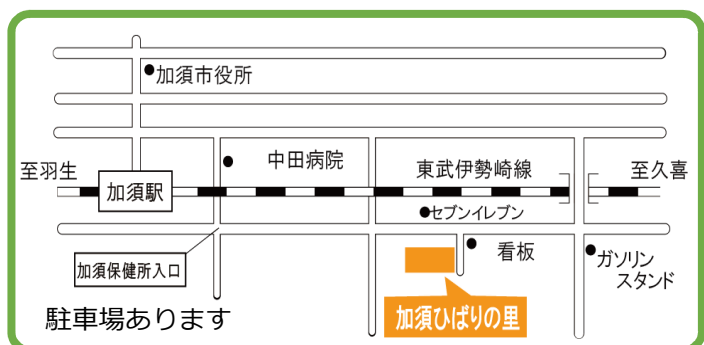 加須市役所
中田病院
東武伊勢崎線
至羽生
加須駅
至久喜
セブンイレブン
看板
ガソリン
スタンド
加須保健所入口
加須ひばりの里
駐車場あります